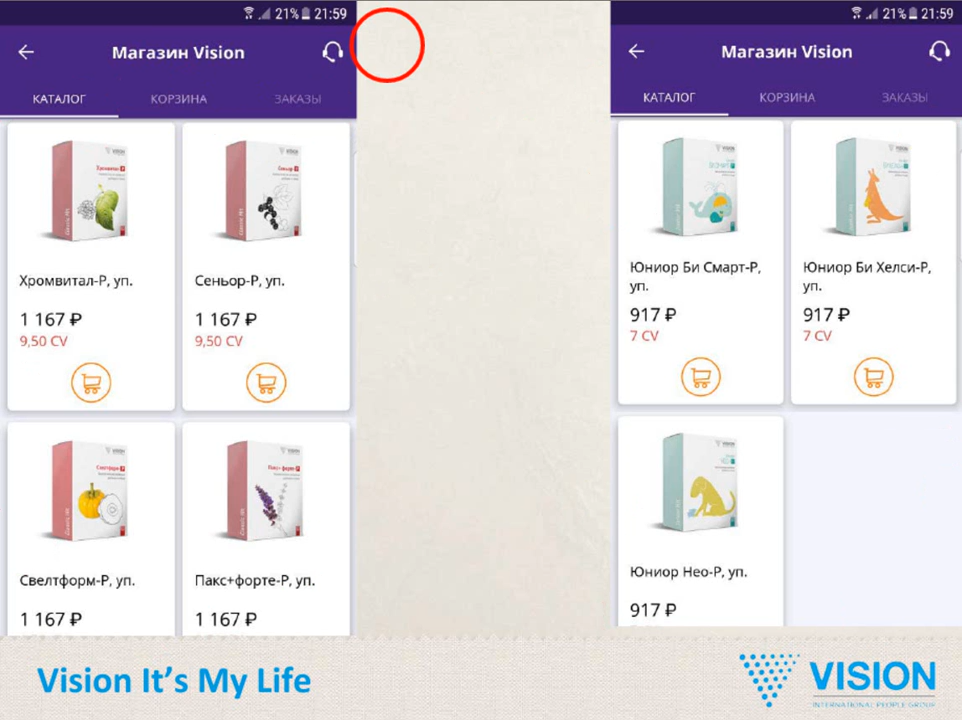 21% 21:59
Магазин Vision
КАТАЛОГ
КОРЗИНА
ЗАКАЗЫ
Хромвитал-Р, уп.
1 167 ₽
9,50 CV
Сеньор-Р, уп.
1 167 ₽
9,50 CV
Свелтформ-Р, уп.
1 167 ₽
Пакс+форте-Р, уп.
1 167 ₽
21% 21:59
Магазин Vision
КАТАЛОГ
КОРЗИНА
ЗАКАЗЫ
Юниор Би Смарт-Р,
уп.
917 ₽
7 CV
Юниор Би Хелси-Р,
уп.
917 ₽
7 CV
Юниор Нео-Р, уп.
917 ₽
Vision It’s My Life
VISION
INTERNATIONAL PEOPLE GROUP